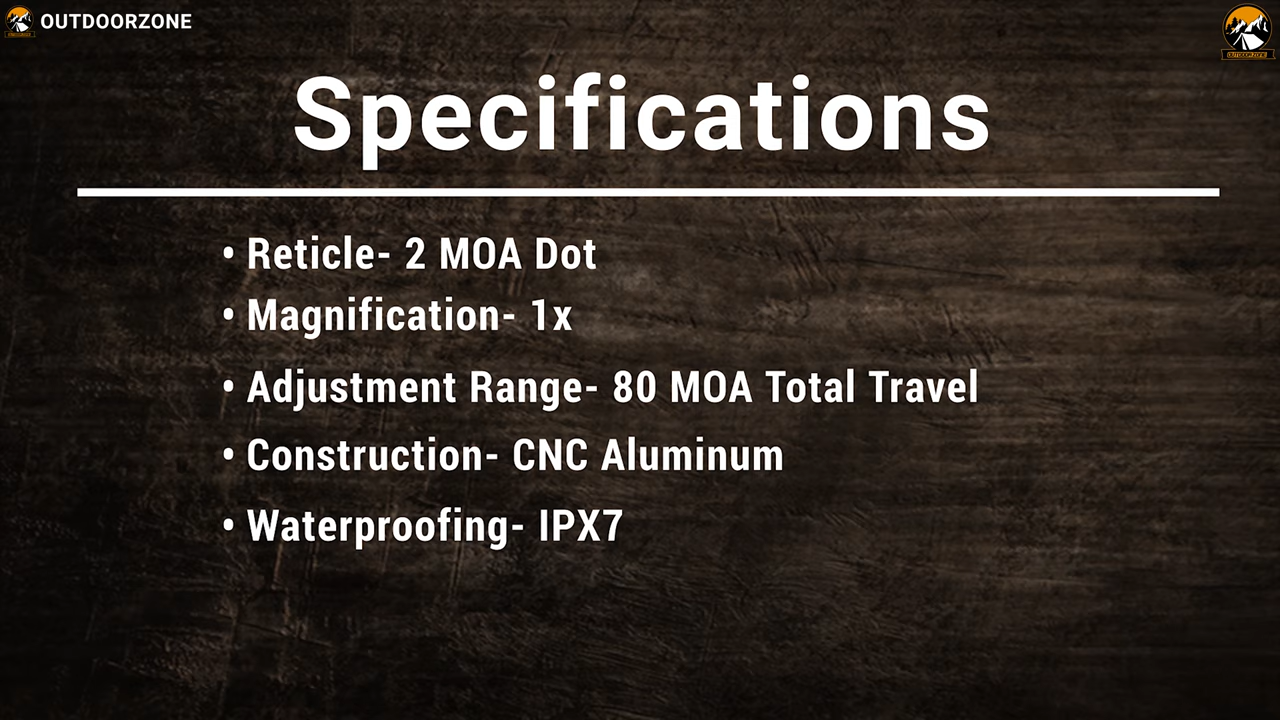 OUTDOORZONE
OUTDOORZONE
Specifications
• Reticle- 2 MOA Dot
• Magnification- 1x
• Adjustment Range- 80 MOA Total Travel
• Construction- CNC Aluminum
• Waterproofing- IPX7